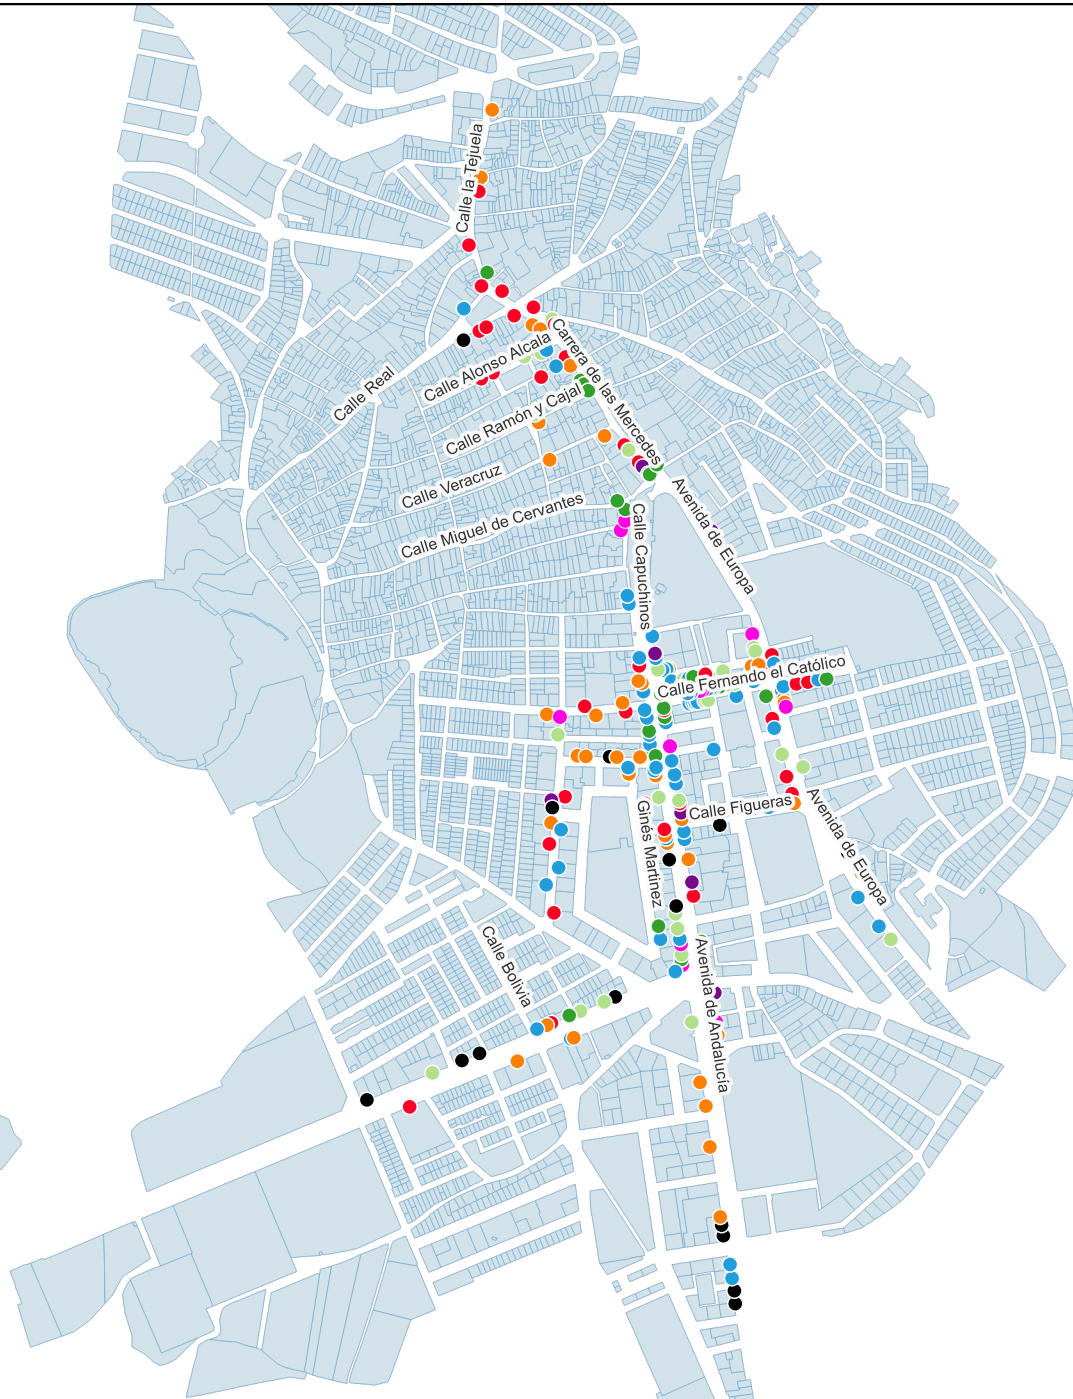 Calle la Tejuela
Calle Real
Calle Alonso Alcala
Carrera de las Mercedes
Calle Ramón y Cajal
Calle Veracruz
Calle Miguel de Cervantes
Avenida de Europa
Calle Capuchinos
Calle Fernando el Católico
Calle Figueras
Ginés Martinez
Avenida de Europa
Calle Bolivia
Avenida de Andalucía